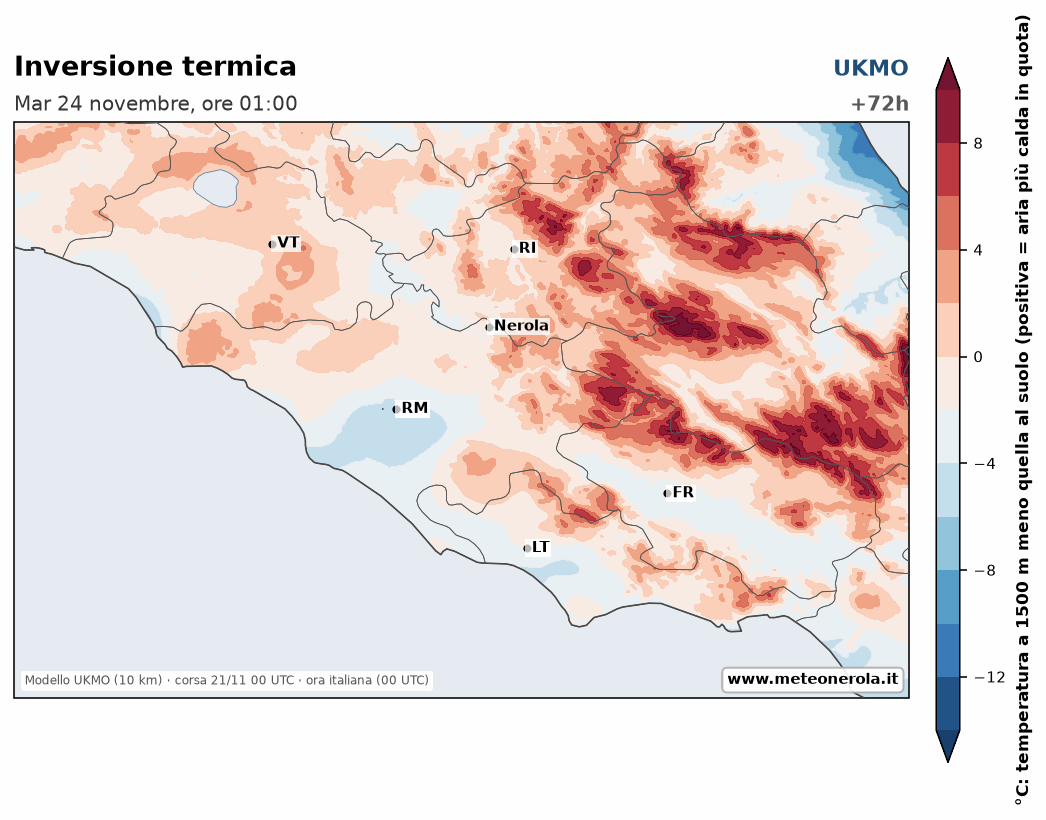 Inversione termica
UKMO
Mar 24 novembre, ore 01:00
+72h
VT
RI
Nerola
RM
FR
LT
Modello UKMO (10 km) · corsa 21/11 00 UTC · ora italiana (00 UTC)
www.meteonerola.it
8
4
0
−4
−8
−12
°C: temperatura a 1500 m meno quella al suolo (positiva = aria più calda in quota)